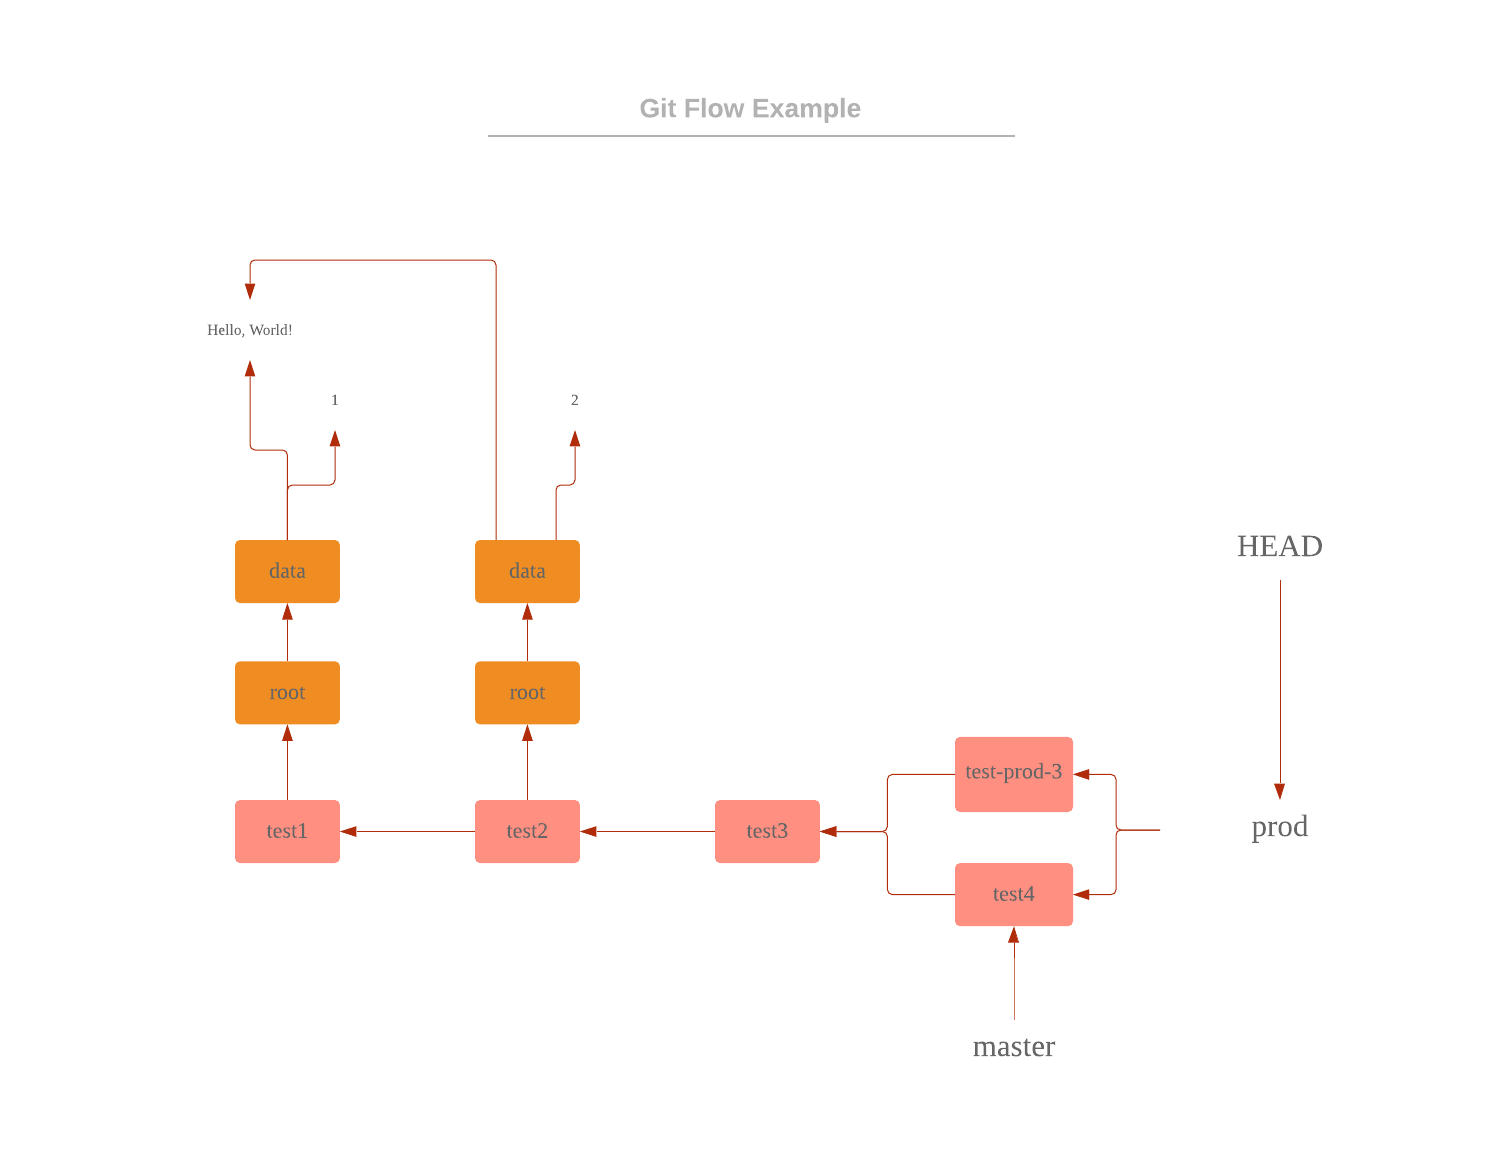 Git Flow Example
Hello, World!
1
2
data
data
HEAD
root
root
test-prod-3
test1
test2
test3
prod
test4
master